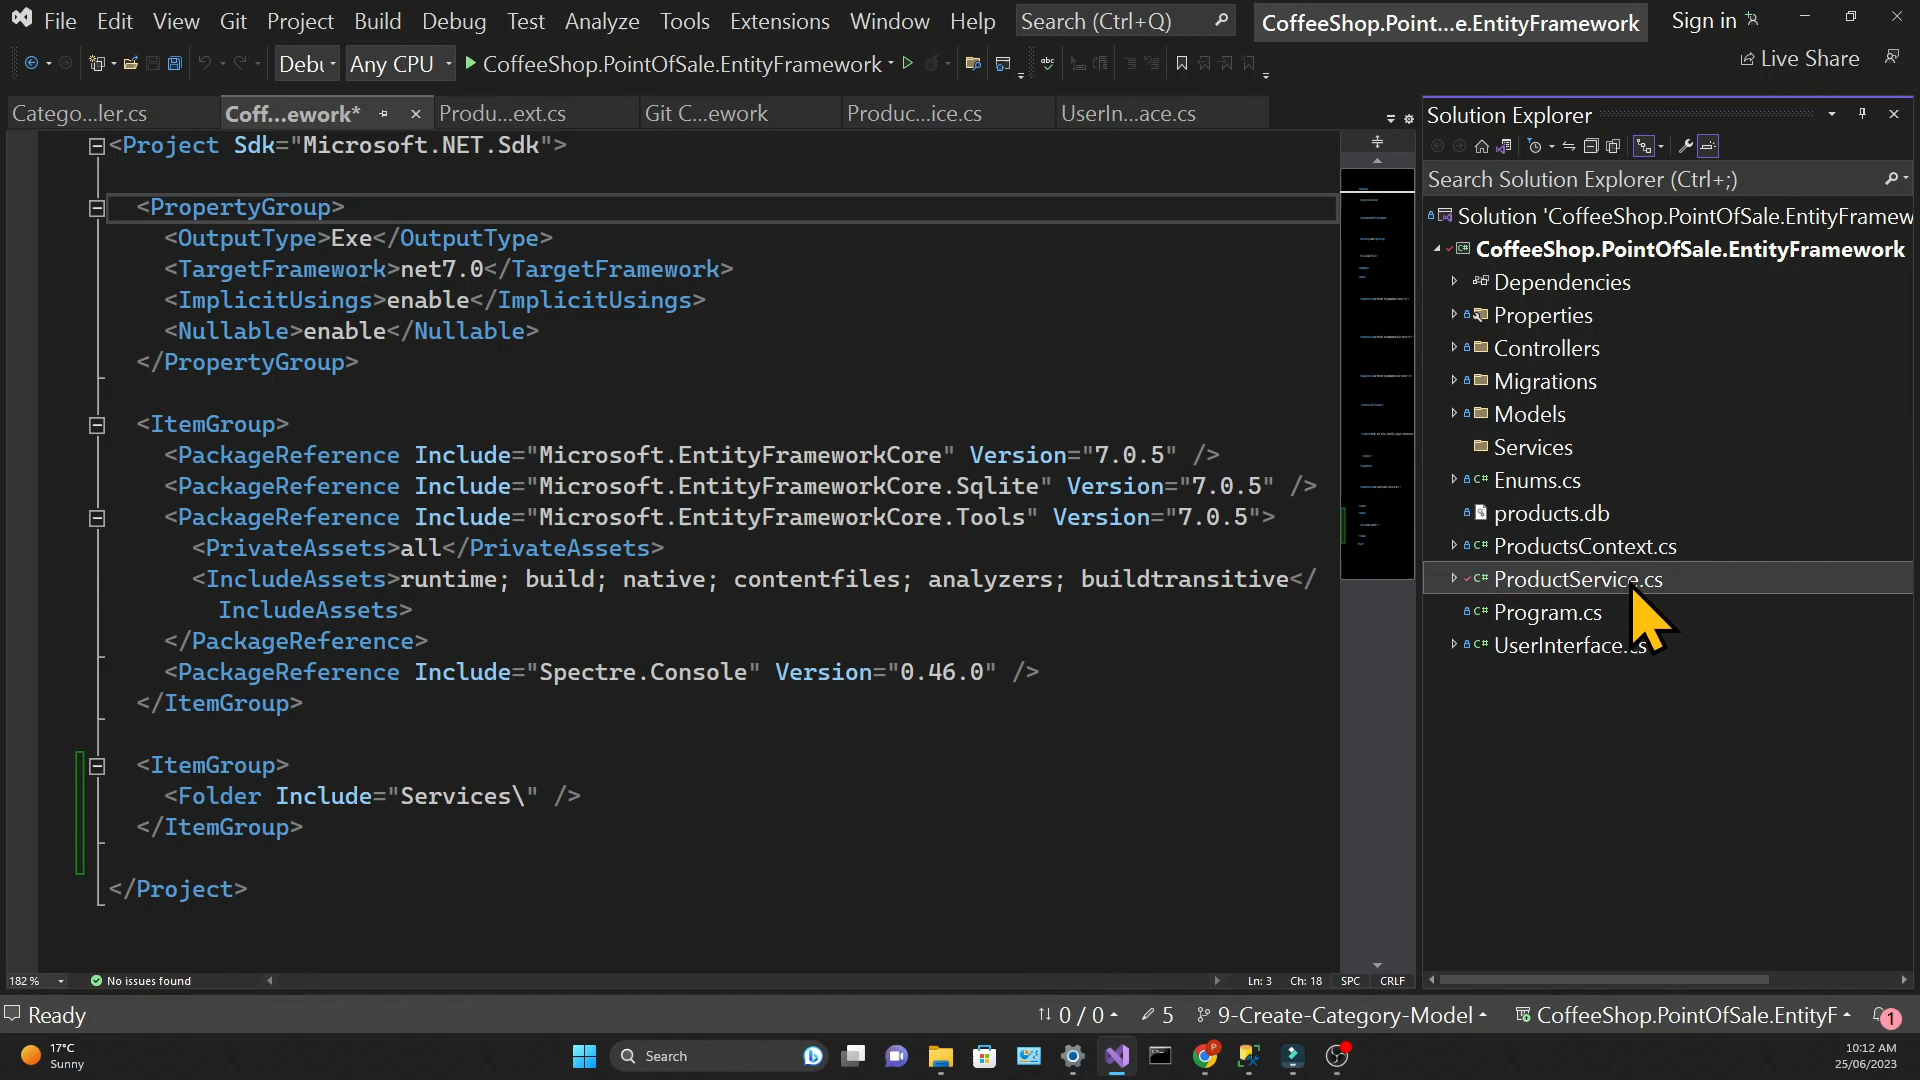 File Edit View Git Project Build Debug Test Analyze Tools Extensions Window Help Search (Ctrl+Q) CoffeeShop.Point...e.EntityFramework Sign in
Debu Any CPU CoffeeShop.PointOfSale.EntityFramework Live Share
Catego...ler.cs Coff...ework* Produ...ext.cs Git C...ework Produc...ice.cs UserIn...ace.cs
<Project Sdk="Microsoft.NET.Sdk">
<PropertyGroup>
<OutputType>Exe</OutputType>
<TargetFramework>net7.0</TargetFramework>
<ImplicitUsings>enable</ImplicitUsings>
<Nullable>enable</Nullable>
</PropertyGroup>
<ItemGroup>
<PackageReference Include="Microsoft.EntityFrameworkCore" Version="7.0.5" />
<PackageReference Include="Microsoft.EntityFrameworkCore.Sqlite" Version="7.0.5" />
<PackageReference Include="Microsoft.EntityFrameworkCore.Tools" Version="7.0.5">
<PrivateAssets>all</PrivateAssets>
<IncludeAssets>runtime; build; native; contentfiles; analyzers; buildtransitive</
IncludeAssets>
</PackageReference>
<PackageReference Include="Spectre.Console" Version="0.46.0" />
</ItemGroup>
<ItemGroup>
<Folder Include="Services\" />
</ItemGroup>
</Project>
182 % No issues found Ln: 3 Ch: 18 SPC CRLF
Solution Explorer
Search Solution Explorer (Ctrl+;)
Solution 'CoffeeShop.PointOfSale.EntityFramew
CoffeeShop.PointOfSale.EntityFramework
Dependencies
Properties
Controllers
Migrations
Models
Services
C# Enums.cs
products.db
C# ProductsContext.cs
C# ProductService.cs
C# Program.cs
C# UserInterface.cs
Ready 0 / 0 5 9-Create-Category-Model CoffeeShop.PointOfSale.EntityF 1
17°C
Sunny
Search
10:12 AM
25/06/2023